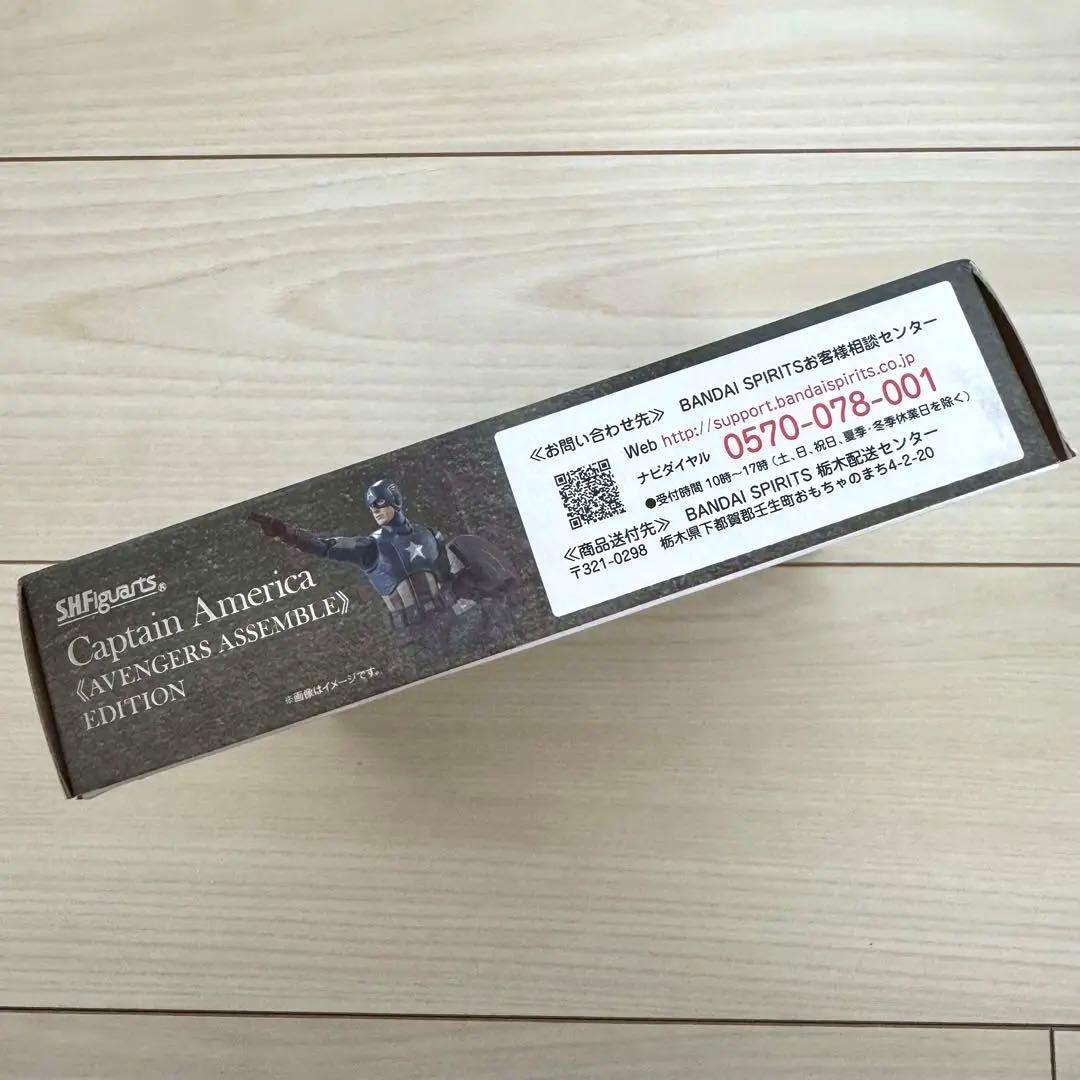 S.H.Figuarts®
Captain America
《AVENGERS ASSEMBLE》
EDITION
※画像はイメージです。
《お問い合わせ先》 BANDAI SPIRITSお客様相談センター
Web http://support.bandaispirits.co.jp
ナビダイヤル 0570-078-001
●受付時間 10時〜17時（土、日、祝日、夏季・冬季休業日を除く）
《商品送付先》 BANDAI SPIRITS 栃木配送センター
〒321-0298 栃木県下都賀郡壬生町おもちゃのまち4-2-20